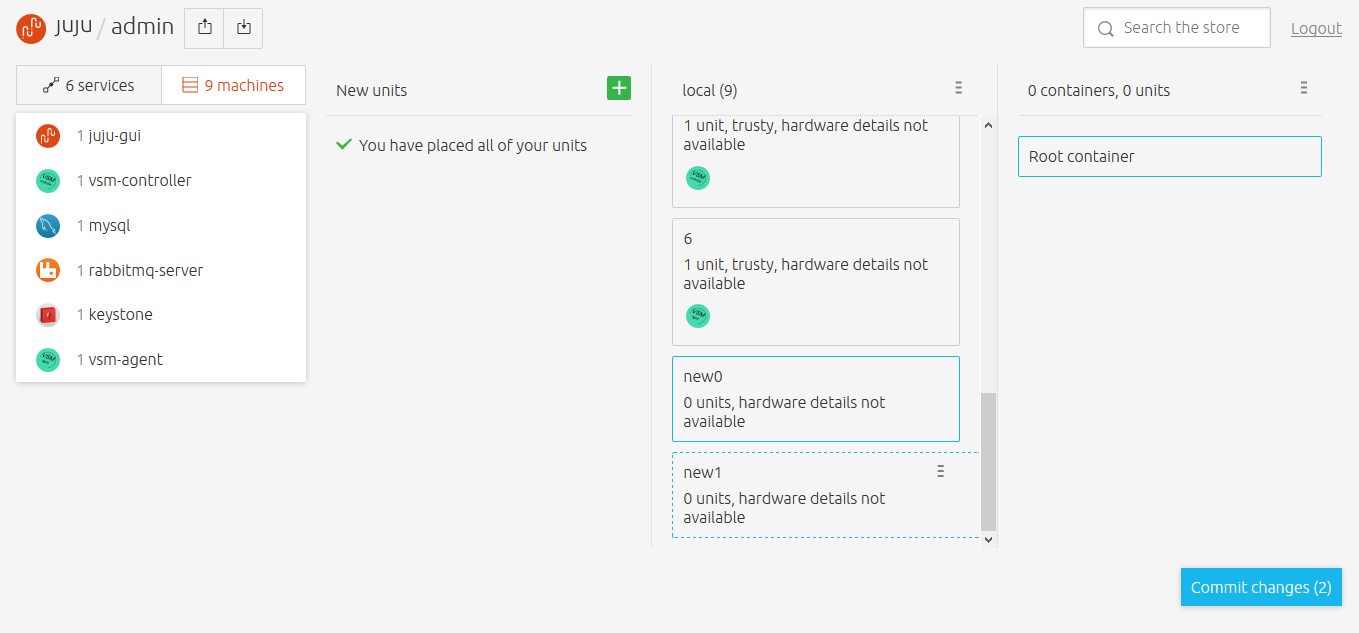 juju / admin
Search the store
Logout
6 services
9 machines
1 juju-gui
1 vsm-controller
1 mysql
1 rabbitmq-server
1 keystone
1 vsm-agent
New units
You have placed all of your units
local (9)
1 unit, trusty, hardware details not
available
6
1 unit, trusty, hardware details not
available
new0
0 units, hardware details not
available
new1
0 units, hardware details not
available
0 containers, 0 units
Root container
Commit changes (2)